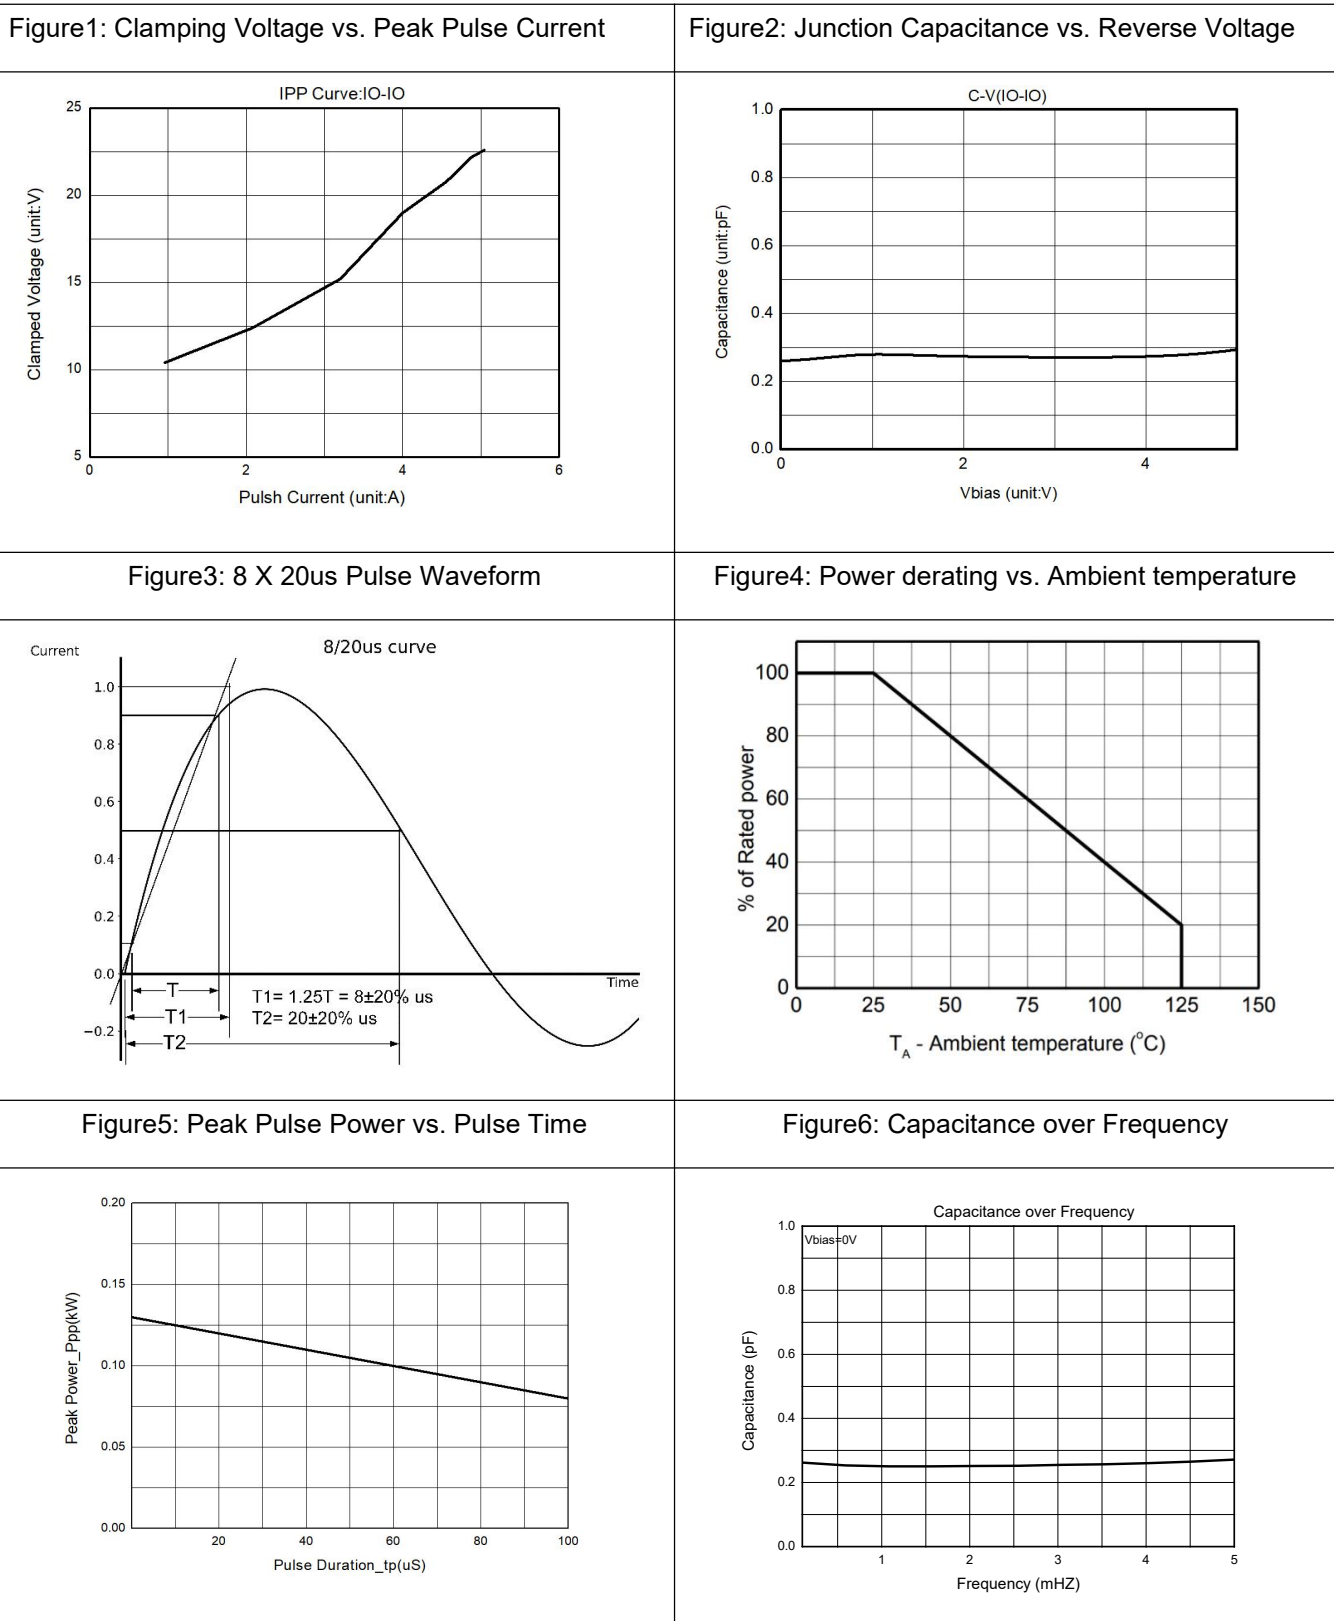 Figure1: Clamping Voltage vs. Peak Pulse Current
Figure2: Junction Capacitance vs. Reverse Voltage
IPP Curve:IO-IO
25
20
15
10
5
0
2
4
6
Clamped Voltage (unit:V)
Pulsh Current (unit:A)
C-V(IO-IO)
1.0
0.8
0.6
0.4
0.2
0.0
0
2
4
Capacitance (unit:pF)
Vbias (unit:V)
Figure3: 8 X 20us Pulse Waveform
Figure4: Power derating vs. Ambient temperature
Current
8/20us curve
1.0
0.8
0.6
0.4
0.2
0.0
−0.2
Time
T
T1
T2
T1= 1.25T = 8±20% us
T2= 20±20% us
100
80
60
40
20
0
0
25
50
75
100
125
150
% of Rated power
TA - Ambient temperature (°C)
Figure5: Peak Pulse Power vs. Pulse Time
Figure6: Capacitance over Frequency
0.20
0.15
0.10
0.05
0.00
20
40
60
80
100
Peak Power_Ppp(kW)
Pulse Duration_tp(uS)
Capacitance over Frequency
Vbias=0V
1.0
0.8
0.6
0.4
0.2
0.0
1
2
3
4
5
Capacitance (pF)
Frequency (mHZ)